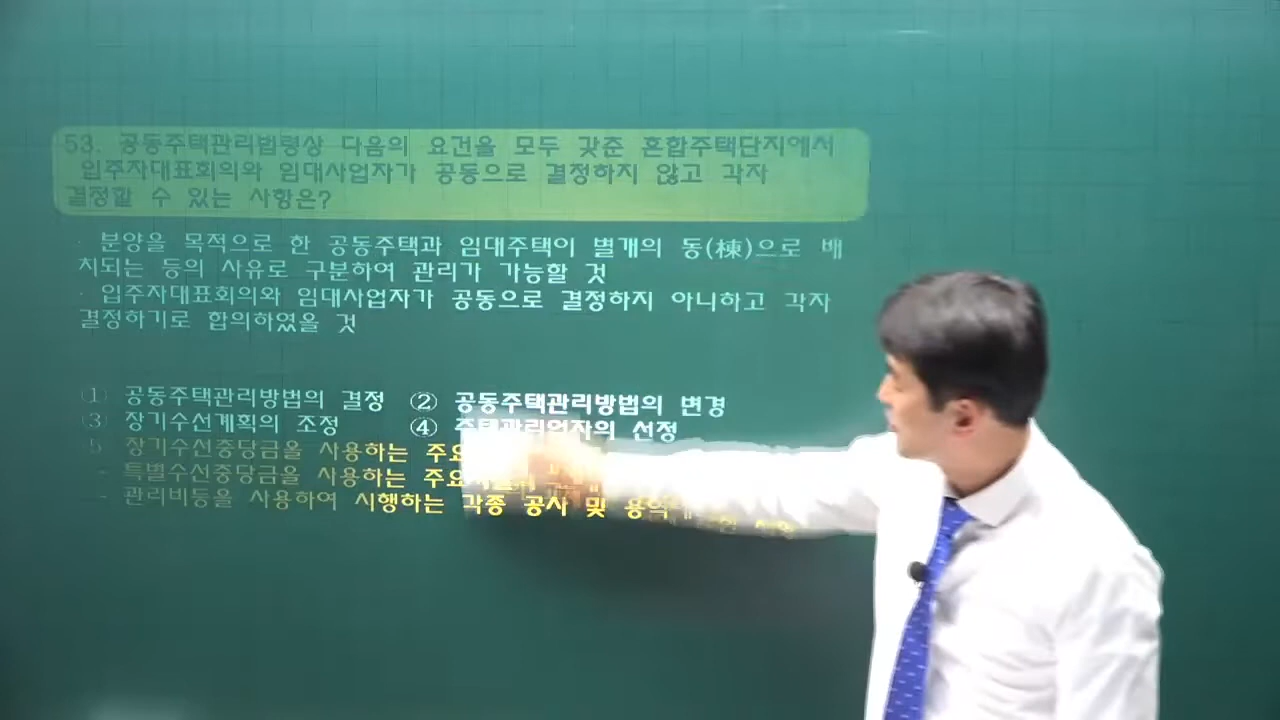 53. 공동주택관리법령상 다음의 요건을 모두 갖춘 혼합주택단지에서
입주자대표회의와 임대사업자가 공동으로 결정하지 않고 각자
결정할 수 있는 사항은?
· 분양을 목적으로 한 공동주택과 임대주택이 별개의 동(棟)으로 배
치되는 등의 사유로 구분하여 관리가 가능할 것
· 입주자대표회의와 임대사업자가 공동으로 결정하지 아니하고 각자
결정하기로 합의하였을 것
① 공동주택관리방법의 결정 ② 공동주택관리방법의 변경
③ 장기수선계획의 조정 ④ 주택관리업자의 선정
5 장기수선충당금을 사용하는 주요
- 특별수선충당금을 사용하는
- 관리비등을 사용하여 시행하는 각종 공사 및 용역